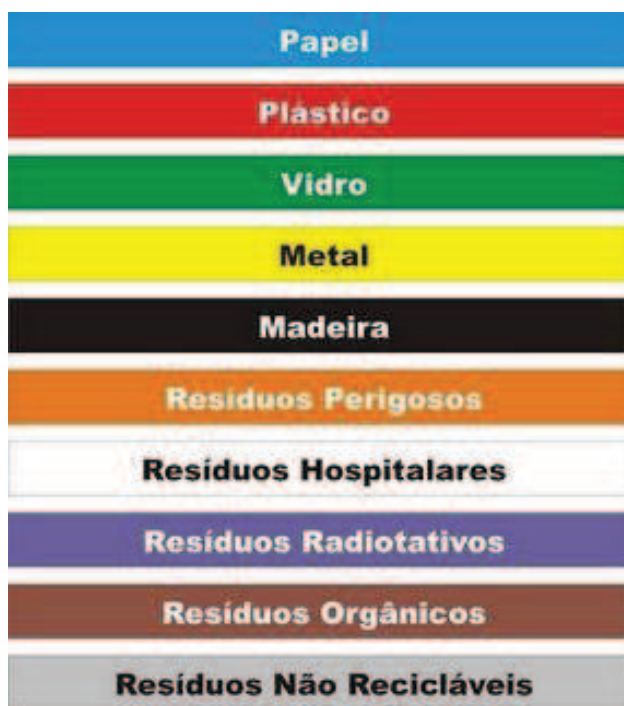 Papel
Plástico
Vidro
Metal
Madeira
Resíduos Perigosos
Resíduos Hospitalares
Resíduos Radiotativos
Resíduos Orgânicos
Resíduos Não Recicláveis